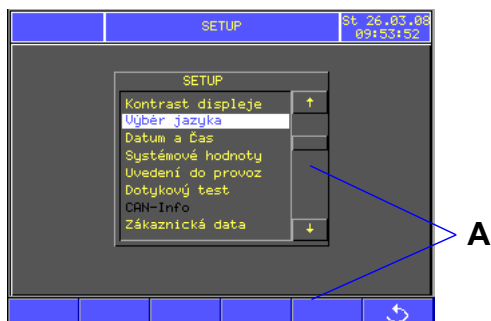 SETUP
St 26.03.08
09:53:52
SETUP
Kontrast displeje
Výběr jazyka
Datum a Čas
Systémové hodnoty
Uvedení do provoz
Dotykový test
CAN-Info
Zákaznická data
A